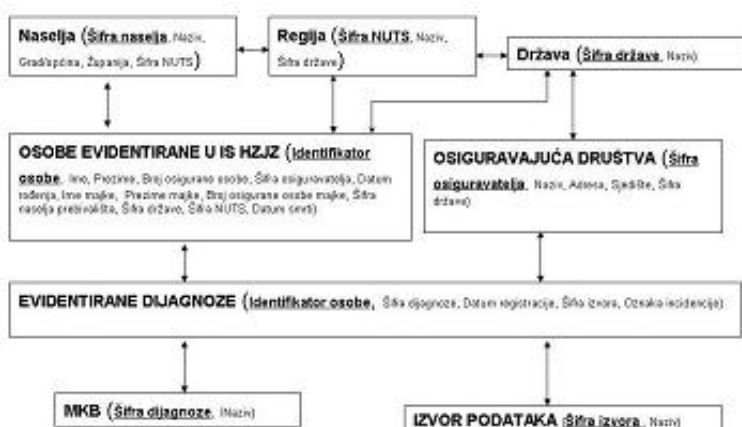 Naselja (Šifra naselja, Naziv,
Grad/općina, Županija, Šifra NUTS)
Regija (Šifra NUTS, Naziv,
Šifra države)
Država (Šifra države, Naziv)
OSOBE EVIDENTIRANE U IS HZJZ (Identifikator
osobe, Ime, Prezime, Broj osigurane osobe, Šifra osiguravatelja, Datum
rođenja, Ime majke, Prezime majke, Broj osigurane osobe majke, Šifra
naselja prebivališta, Šifra države, Šifra NUTS, Datum smrti)
OSIGURAVAJUĆA DRUŠTVA (Šifra
osiguravatelja, Naziv, Adresa, Sjedište, Šifra
države)
EVIDENTIRANE DIJAGNOZE (Identifikator osobe, Šifra dijagnoze, Datum registracije, Šifra izvora, Oznaka incidencije)
MKB (Šifra dijagnoze, INaziv)
IZVOR PODATAKA (Šifra izvora, Naziv)